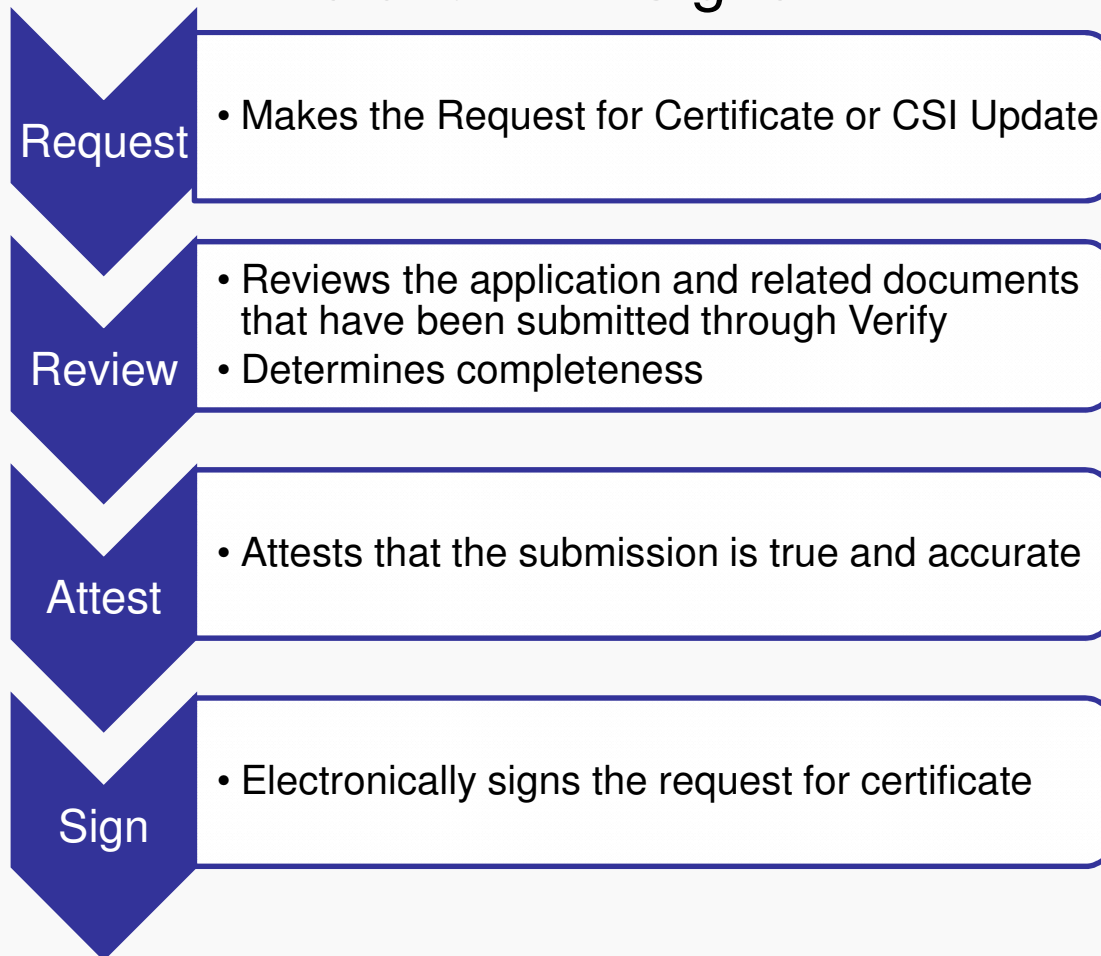 Request
• Makes the Request for Certificate or CSI Update
Review
• Reviews the application and related documents
that have been submitted through Verify
• Determines completeness
Attest
• Attests that the submission is true and accurate
Sign
• Electronically signs the request for certificate